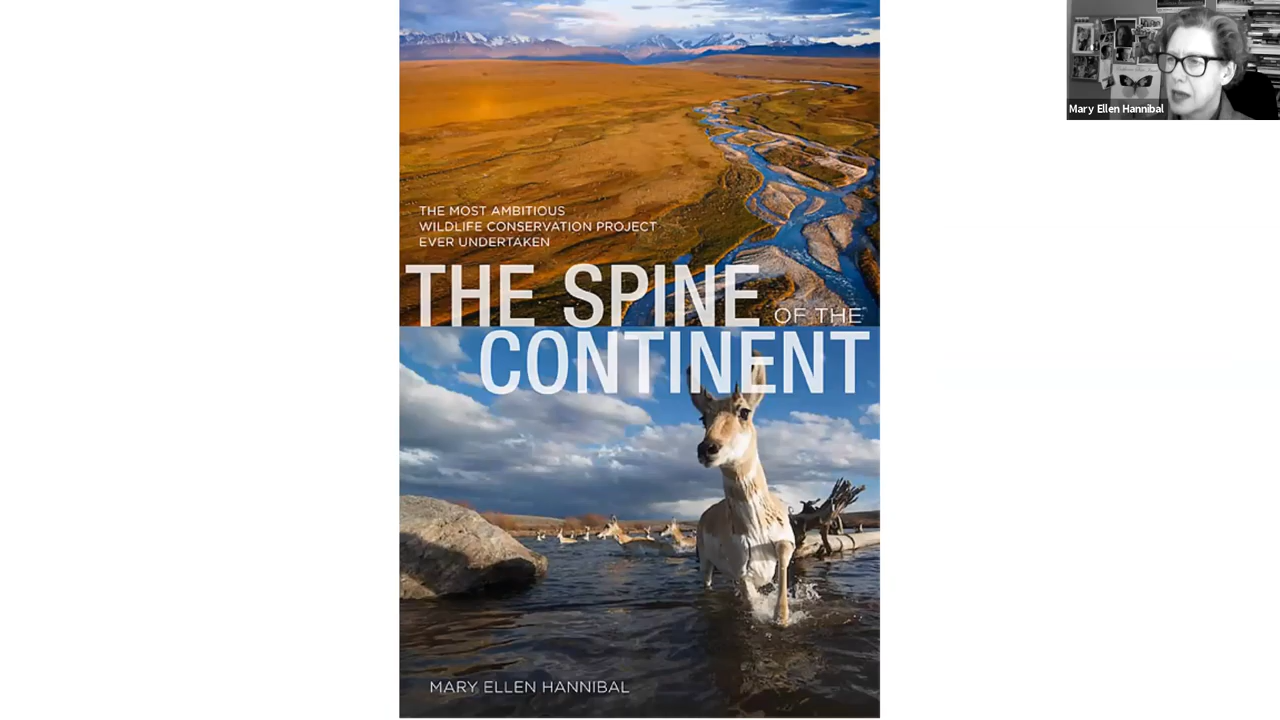 Mary Ellen Hannibal
THE MOST AMBITIOUS
WILDLIFE CONSERVATION PROJECT
EVER UNDERTAKEN
THE SPINE
OF THE
CONTINENT
MARY ELLEN HANNIBAL